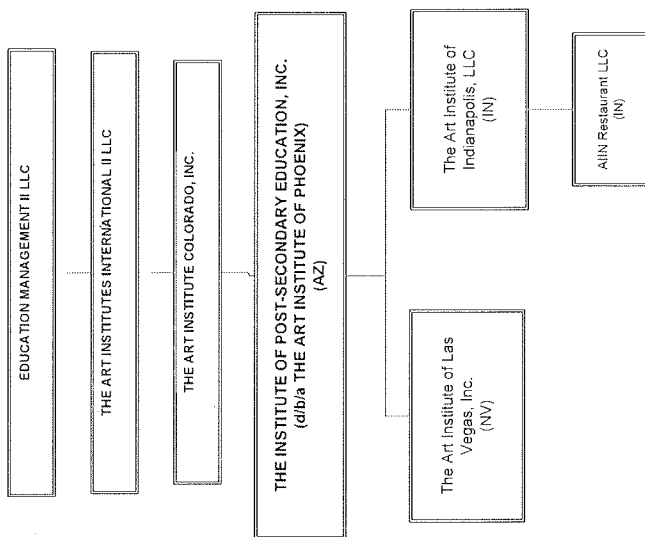 EDUCATION MANAGEMENT II LLC
THE ART INSTITUTES INTERNATIONAL II LLC
THE ART INSTITUTE COLORADO, INC.
THE INSTITUTE OF POST-SECONDARY EDUCATION, INC.
(d/b/a THE ART INSTITUTE OF PHOENIX)
(AZ)
The Art Institute of Las
Vegas, Inc.
(NV)
The Art Institute of
Indianapolis, LLC
(IN)
AIIN Restaurant LLC
(IN)